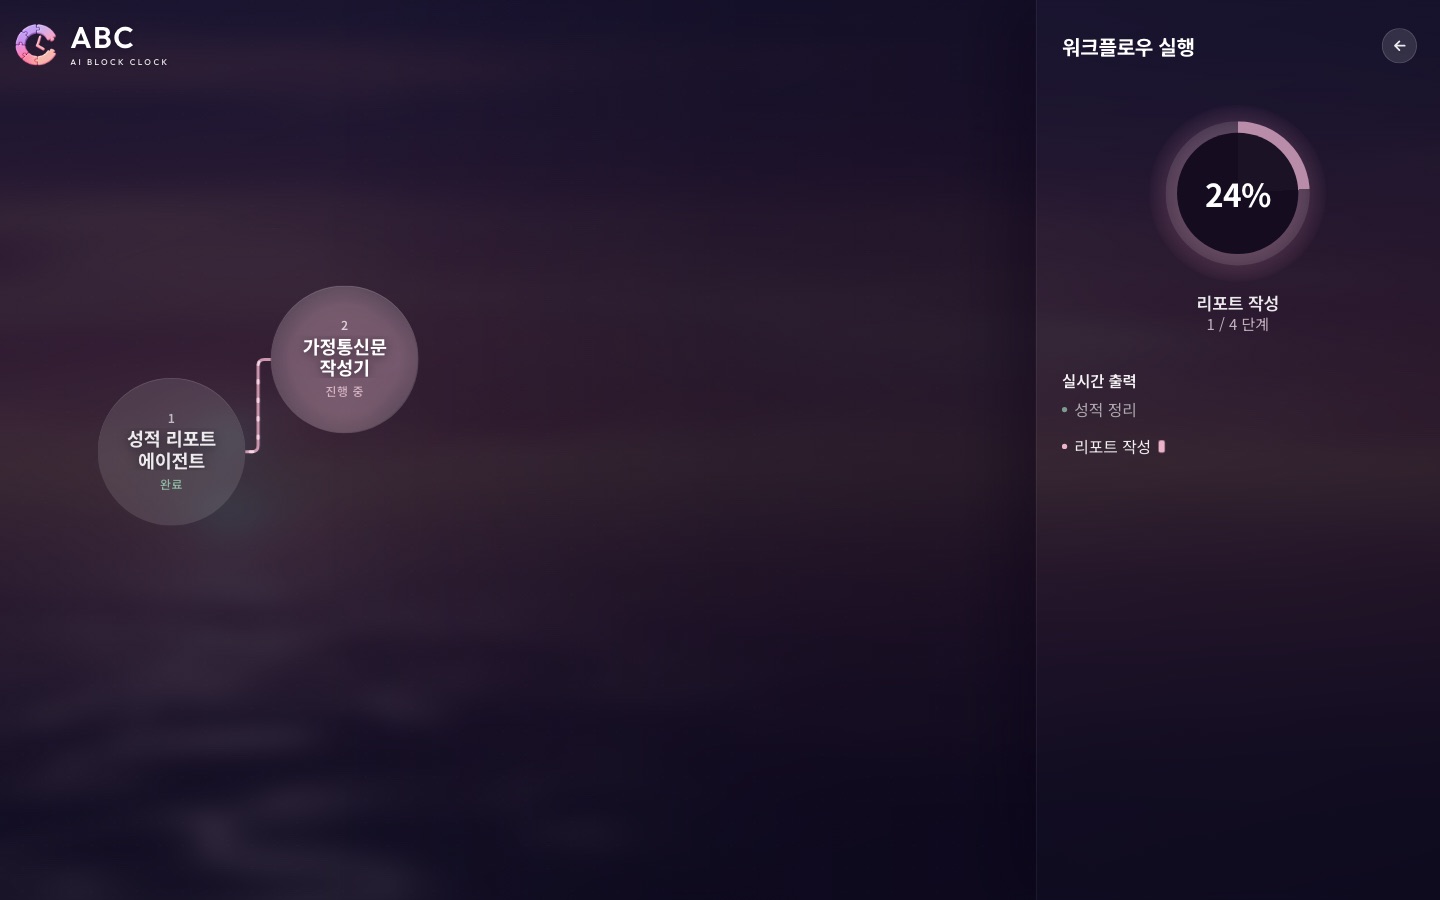 ABC
AI BLOCK CLOCK
워크플로우 실행
24%
리포트 작성
1 / 4 단계
실시간 출력
성적 정리
리포트 작성
2
가정통신문
작성기
진행 중
1
성적 리포트
에이전트
완료